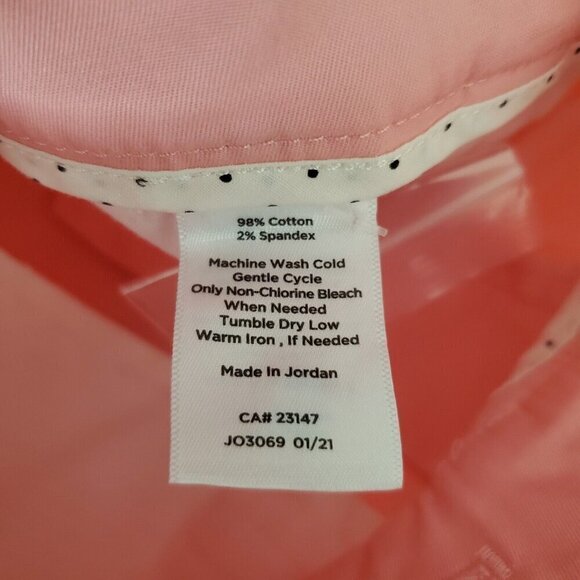 98% Cotton
2% Spandex
Machine Wash Cold
Gentle Cycle
Only Non-Chlorine Bleach
When Needed
Tumble Dry Low
Warm Iron , If Needed
Made In Jordan
CA# 23147
JO3069 01/21